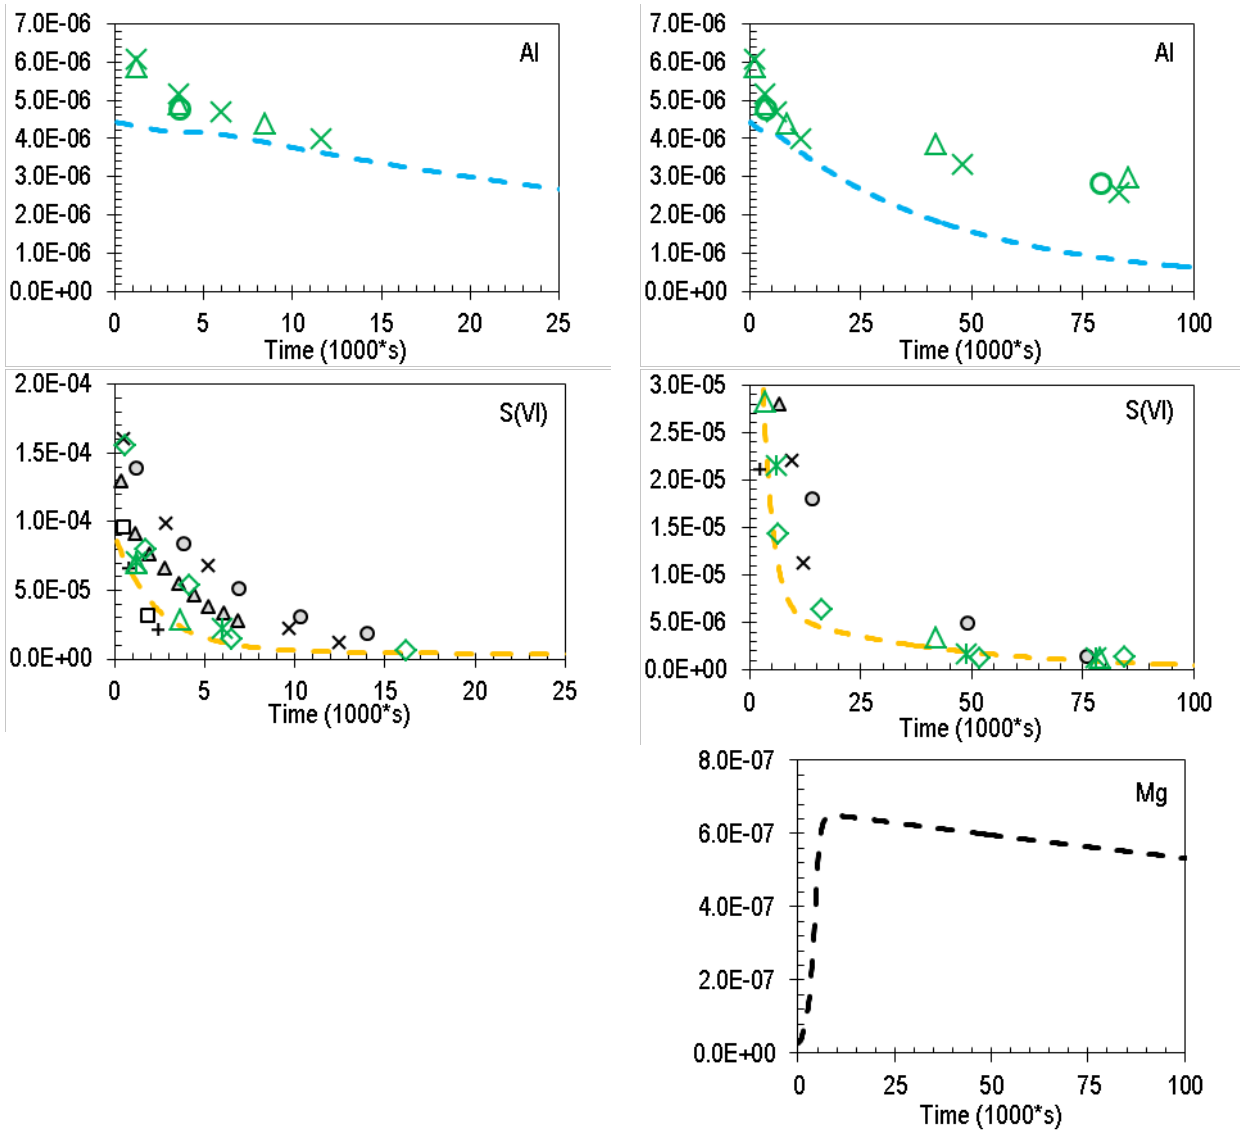 7.0E-06
6.0E-06
5.0E-06
4.0E-06
3.0E-06
2.0E-06
1.0E-06
0.0E+00
Al
0 5 10 15 20 25
Time (1000*s)
7.0E-06
6.0E-06
5.0E-06
4.0E-06
3.0E-06
2.0E-06
1.0E-06
0.0E+00
Al
0 25 50 75 100
Time (1000*s)
2.0E-04
1.5E-04
1.0E-04
5.0E-05
0.0E+00
S(VI)
0 5 10 15 20 25
Time (1000*s)
3.0E-05
2.5E-05
2.0E-05
1.5E-05
1.0E-05
5.0E-06
0.0E+00
S(VI)
0 25 50 75 100
Time (1000*s)
8.0E-07
6.0E-07
4.0E-07
2.0E-07
0.0E+00
Mg
0 25 50 75 100
Time (1000*s)